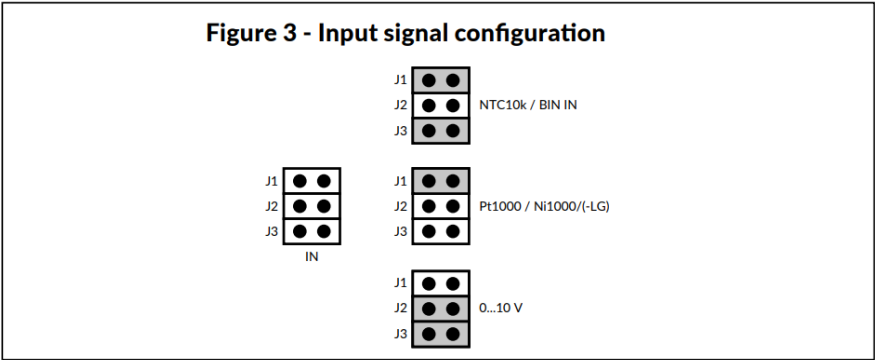 Figure 3 - Input signal configuration
J1
J2 NTC10k / BIN IN
J3
J1
J2
J3
IN
J1
J2 Pt1000 / Ni1000/(-LG)
J3
J1
J2 0...10 V
J3